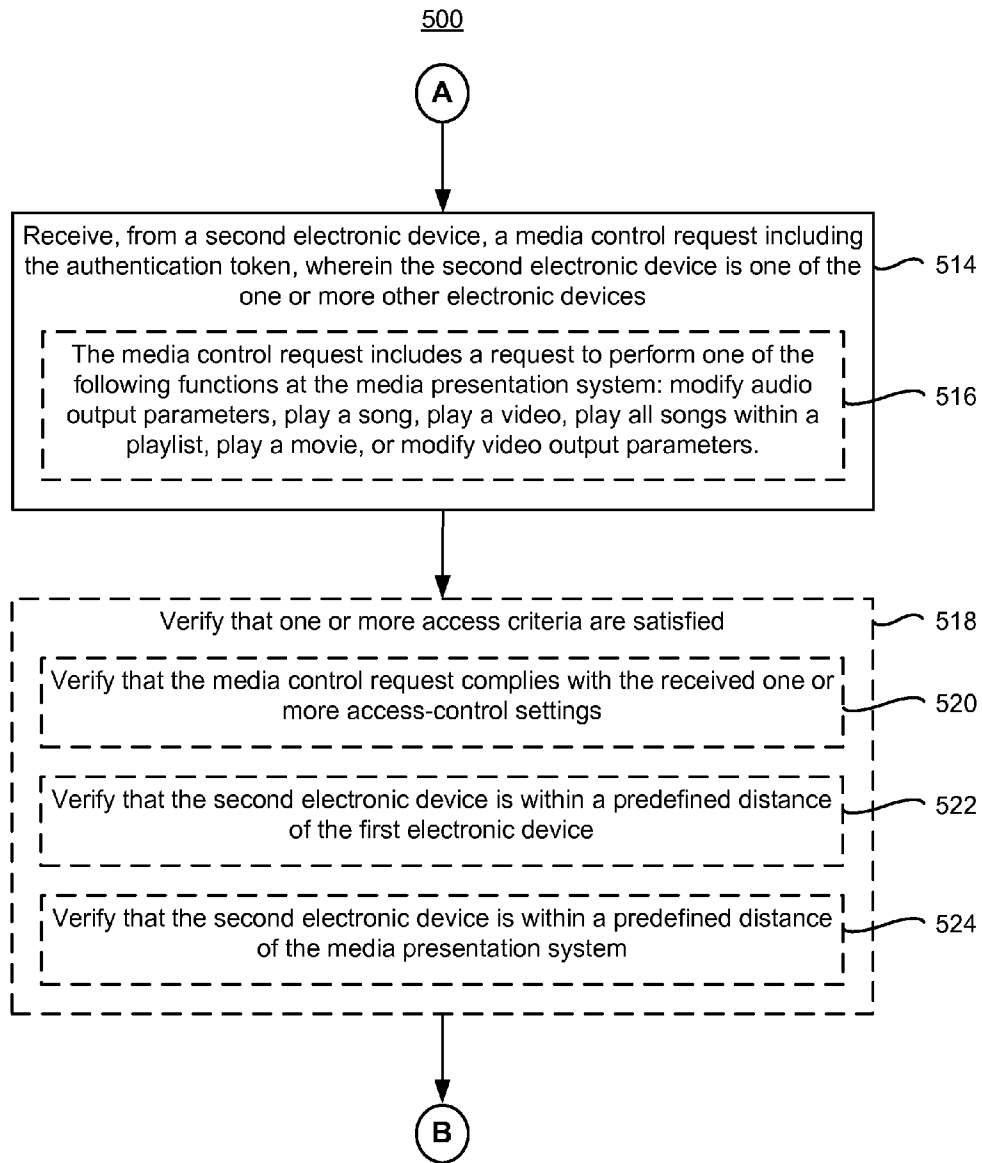 500
A
Receive, from a second electronic device, a media control request including
the authentication token, wherein the second electronic device is one of the
one or more other electronic devices
514
The media control request includes a request to perform one of the
following functions at the media presentation system: modify audio
output parameters, play a song, play a video, play all songs within a
playlist, play a movie, or modify video output parameters.
516
Verify that one or more access criteria are satisfied
518
Verify that the media control request complies with the received one or
more access-control settings
520
Verify that the second electronic device is within a predefined distance
of the first electronic device
522
Verify that the second electronic device is within a predefined distance
of the media presentation system
524
B